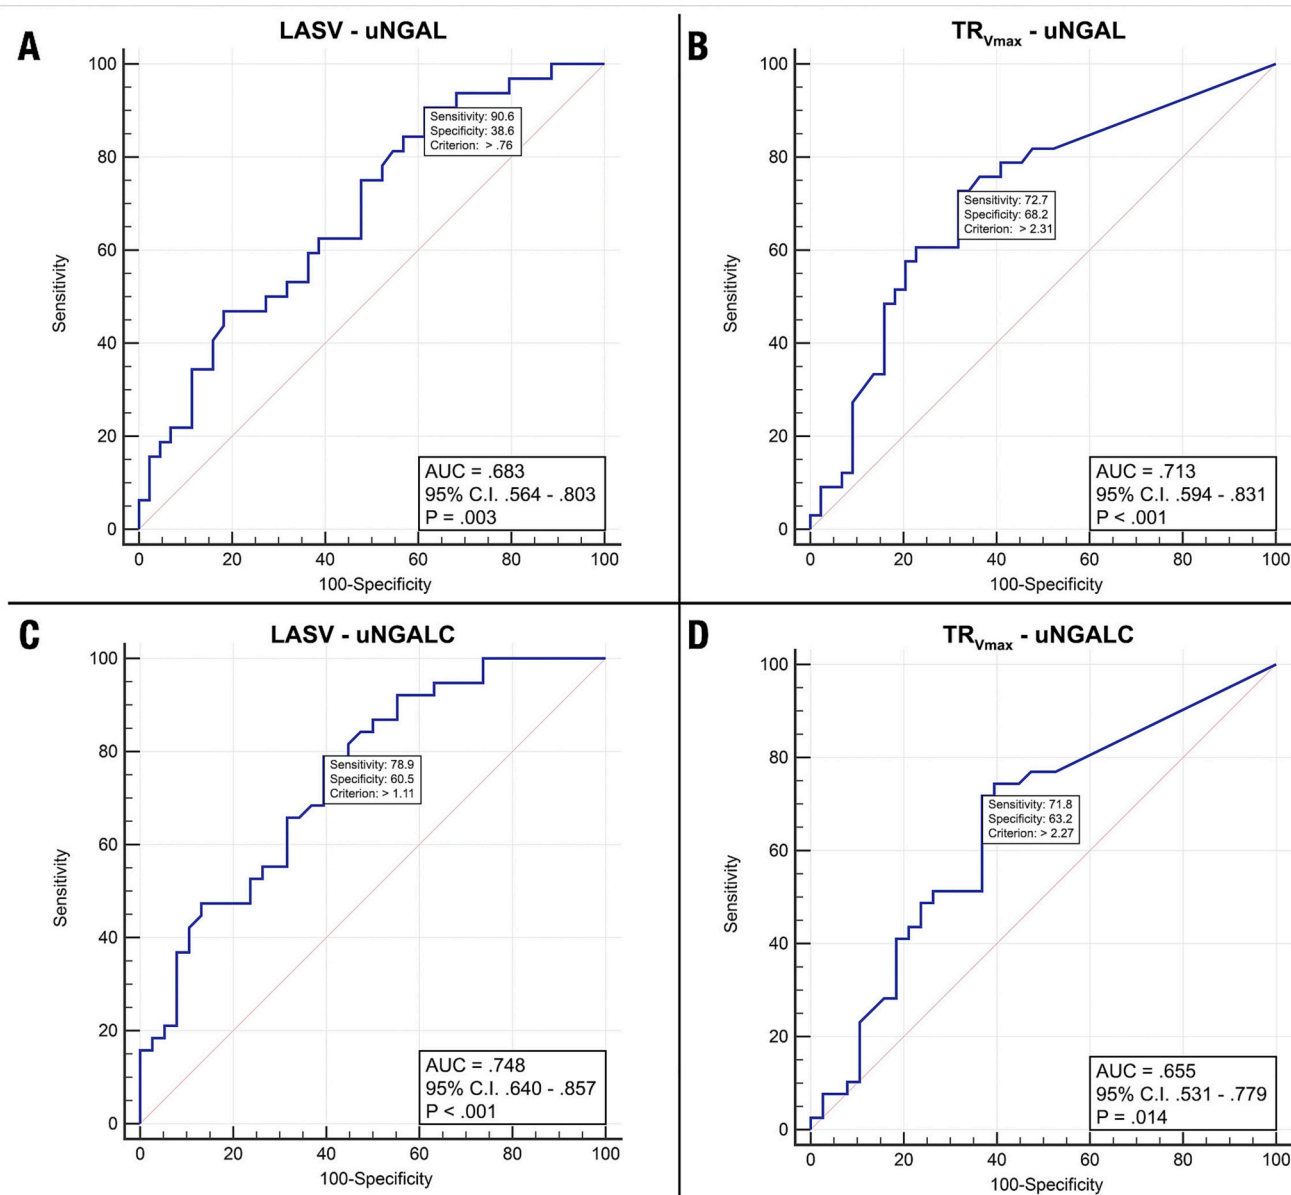 A
LASV - uNGAL
100
80
60
40
20
0
Sensitivity
Sensitivity: 90.6
Specificity: 38.6
Criterion: > .76
AUC = .683
95% C.I. .564 - .803
P = .003
0 20 40 60 80 100
100-Specificity
B
TRVmax - uNGAL
100
80
60
40
20
0
Sensitivity
Sensitivity: 72.7
Specificity: 68.2
Criterion: > 2.31
AUC = .713
95% C.I. .594 - .831
P < .001
0 20 40 60 80 100
100-Specificity
C
LASV - uNGALC
100
80
60
40
20
0
Sensitivity
Sensitivity: 78.9
Specificity: 60.5
Criterion: > 1.11
AUC = .748
95% C.I. .640 - .857
P < .001
0 20 40 60 80 100
100-Specificity
D
TRVmax - uNGALC
100
80
60
40
20
0
Sensitivity
Sensitivity: 71.8
Specificity: 63.2
Criterion: > 2.27
AUC = .655
95% C.I. .531 - .779
P = .014
0 20 40 60 80 100
100-Specificity